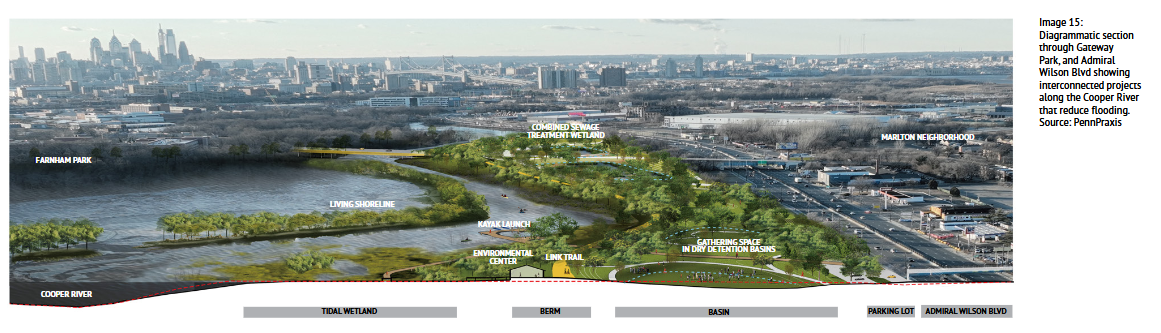 Image 15:
Diagrammatic section
through Gateway
Park, and Admiral
Wilson Blvd showing
interconnected projects
along the Cooper River
that reduce flooding.
Source: PennPraxis
COMBINED SEWAGE
TREATMENT WETLAND
MARLTON NEIGHBORHOOD
FARNHAM PARK
LIVING SHORELINE
KAYAK LAUNCH
GATHERING SPACE
IN DRY DETENTION BASINS
ENVIRONMENTAL
CENTER
LINK TRAIL
COOPER RIVER
TIDAL WETLAND
BERM
BASIN
PARKING LOT
ADMIRAL WILSON BLVD